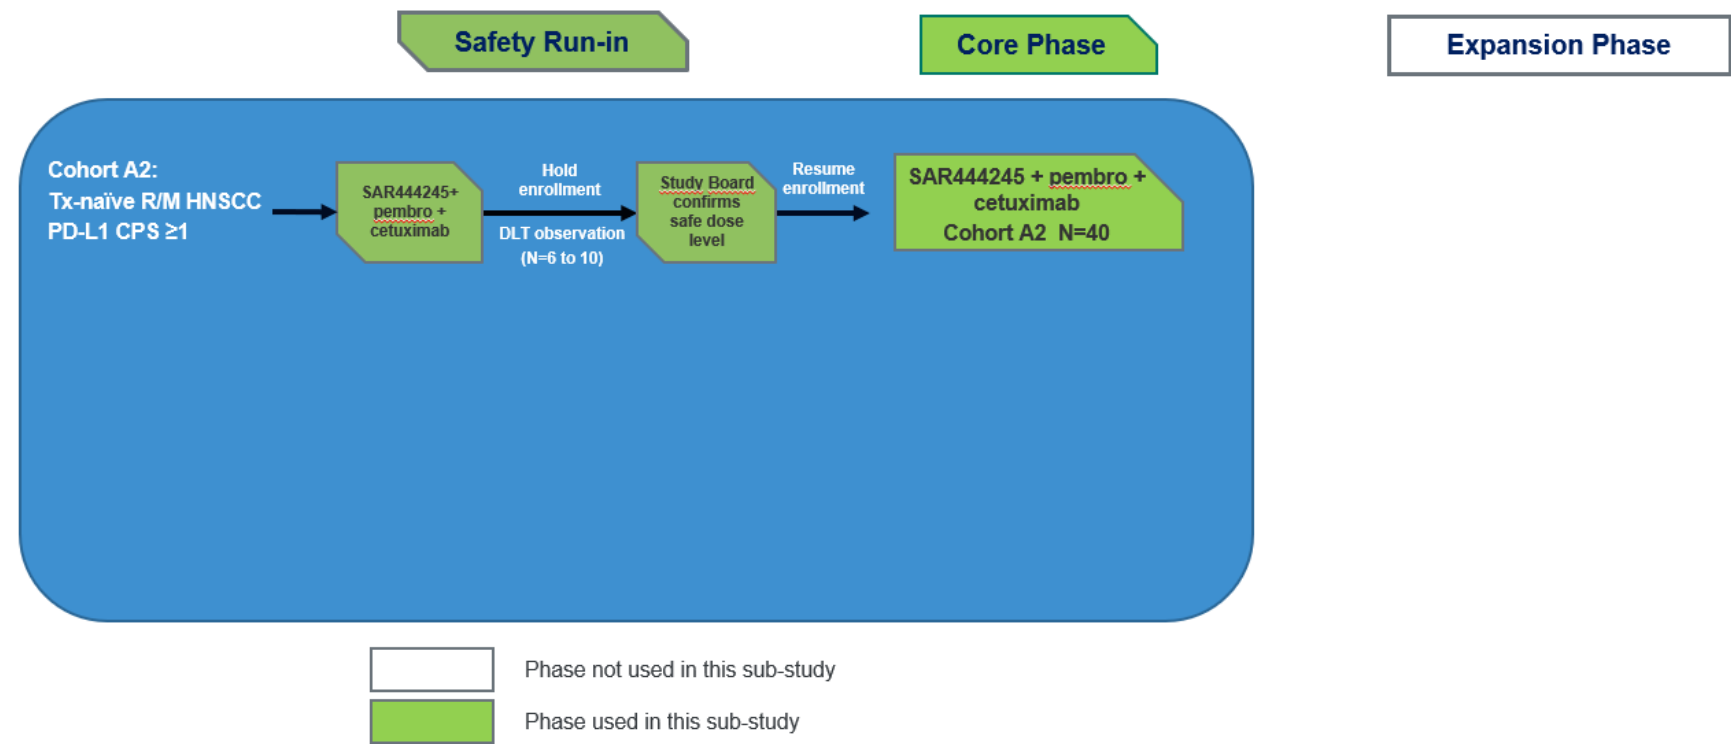 Safety Run-in
Core Phase
Expansion Phase
Cohort A2:
Tx-naïve R/M HNSCC
PD-L1 CPS ≥1
SAR444245+
pembro +
cetuximab
Hold
enrollment
DLT observation
(N=6 to 10)
Study Board
confirms
safe dose
level
Resume
enrollment
SAR444245 + pembro +
cetuximab
Cohort A2  N=40
Phase not used in this sub-study
Phase used in this sub-study